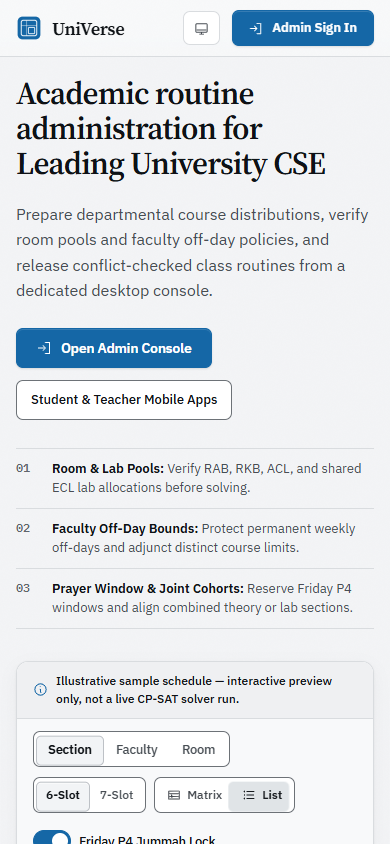 UniVerse
Admin Sign In
Academic routine
administration for
Leading University CSE
Prepare departmental course distributions, verify
room pools and faculty off-day policies, and
release conflict-checked class routines from a
dedicated desktop console.
Open Admin Console
Student & Teacher Mobile Apps
01 Room & Lab Pools: Verify RAB, RKB, ACL, and shared
ECL lab allocations before solving.
02 Faculty Off-Day Bounds: Protect permanent weekly
off-days and adjunct distinct course limits.
03 Prayer Window & Joint Cohorts: Reserve Friday P4
windows and align combined theory or lab sections.
Illustrative sample schedule — interactive preview
only, not a live CP-SAT solver run.
Section Faculty Room
6-Slot 7-Slot Matrix List
Friday P4 Jummah Lock